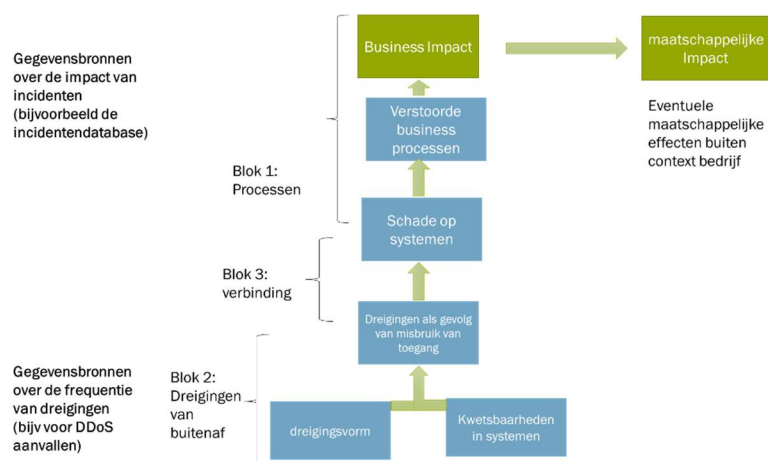 Gegevensbronnen
over de impact van
incidenten
(bijvoorbeeld de
incidentendatabase)
Business Impact
maatschappelijke
Impact
Eventuele
maatschappelijke
effecten buiten
context bedrijf
Verstoorde
business
processen
Blok 1:
Processen
Schade op
systemen
Blok 3:
verbinding
Dreigingen als gevolg
van misbruik van
toegang
Gegevensbronnen
over de frequentie
van dreigingen
(bijv voor DDoS
aanvallen)
Blok 2:
Dreigingen
van
buitenaf
dreigingsvorm
Kwetsbaarheden
in systemen